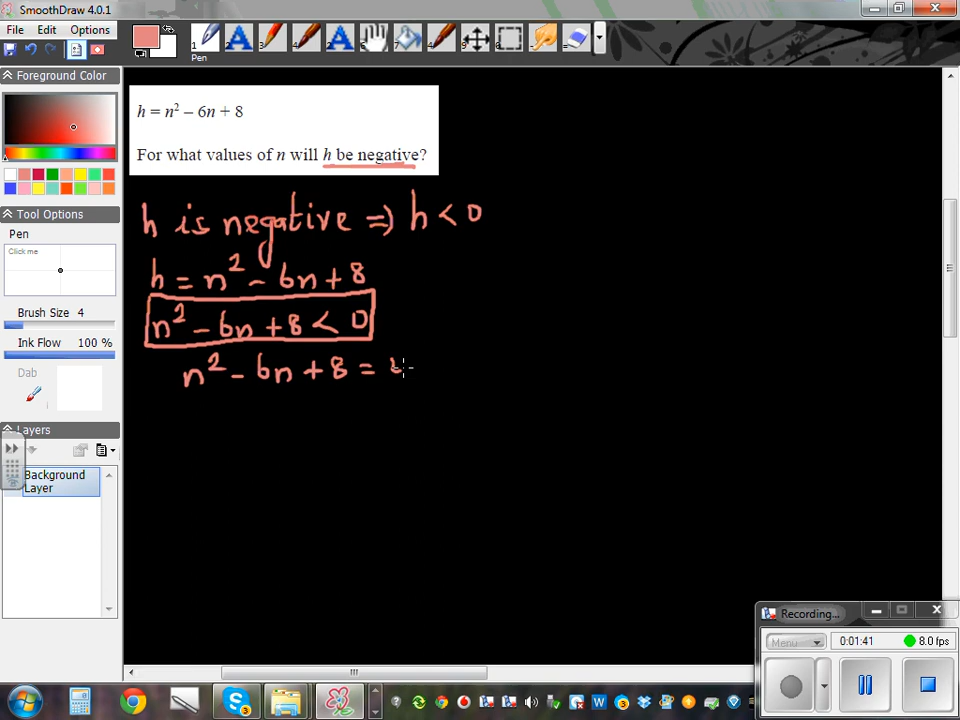 SmoothDraw 4.0.1
File Edit Options
Pen
Foreground Color
Tool Options
Pen
Click me
Brush Size 4
Ink Flow 100 %
Dab
Layers
Background
Layer
h = n² – 6n + 8
For what values of n will h be negative?
h is negative ⇒ h < 0
h = n² - 6n + 8
n² - 6n + 8 < 0
n² - 6n + 8 =
Recording...
Menu 0:01:41 8.0 fps